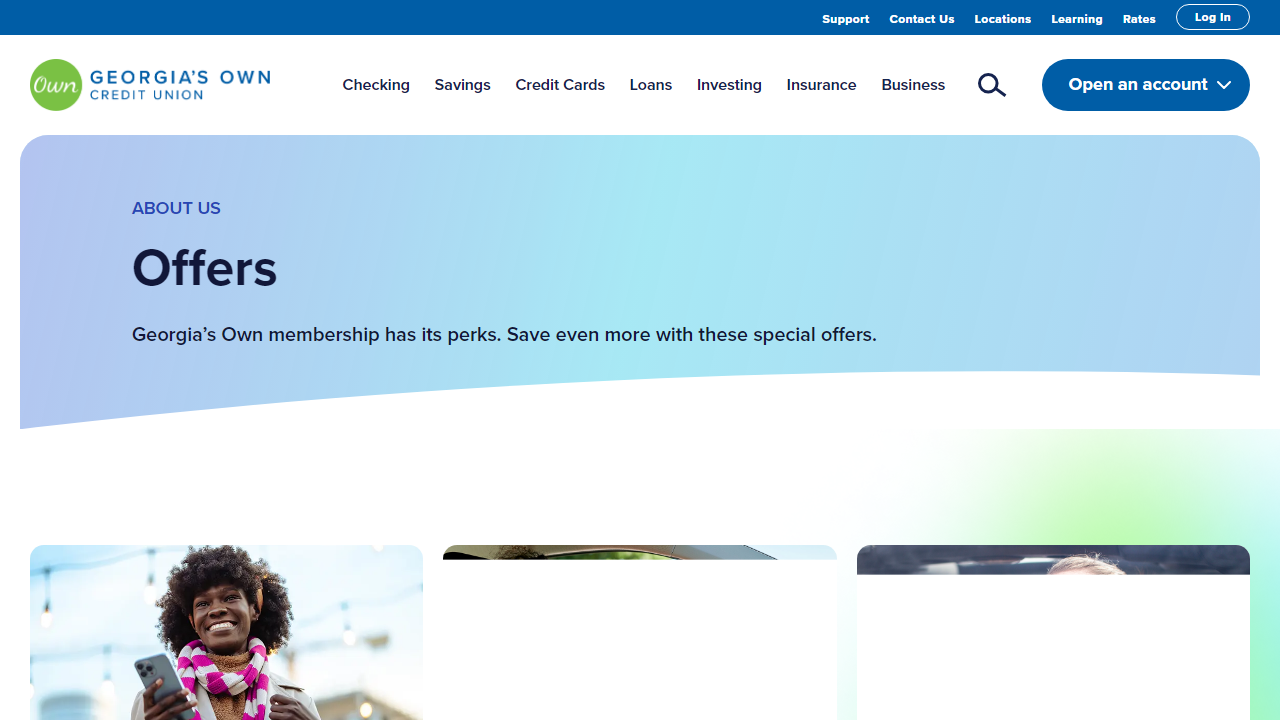 Support Contact Us Locations Learning Rates Log In
Own GEORGIA'S OWN
CREDIT UNION
Checking Savings Credit Cards Loans Investing Insurance Business Open an account
ABOUT US
Offers
Georgia’s Own membership has its perks. Save even more with these special offers.